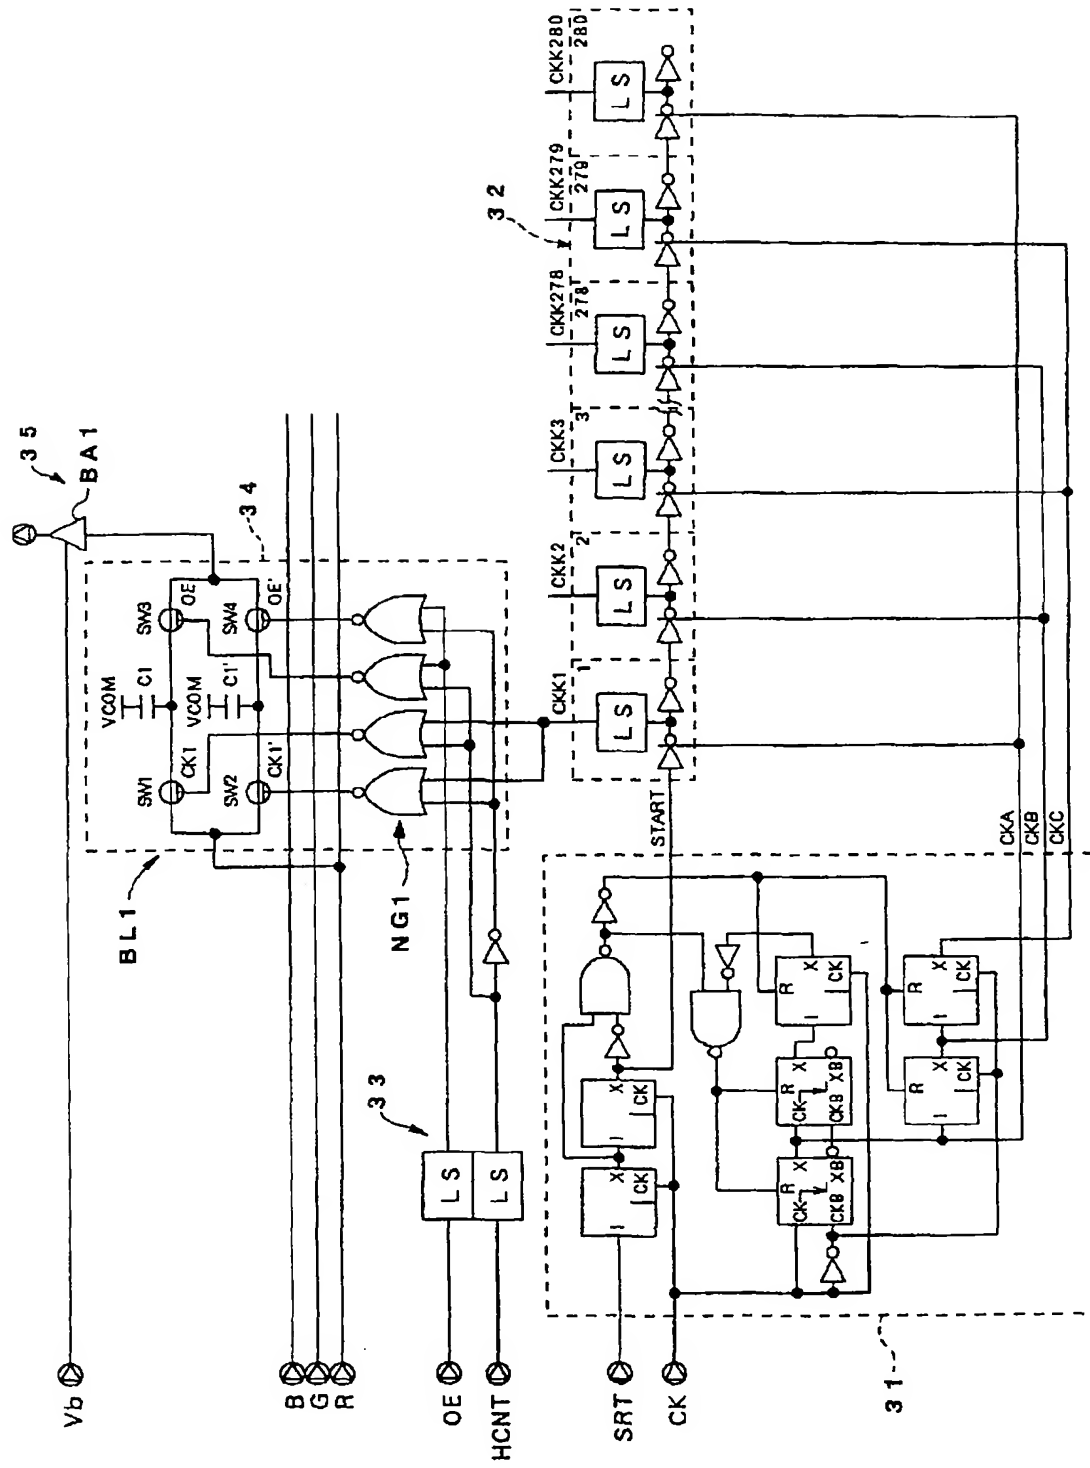 Vb
B
G
R
OE
HCNT
SRT
CK
35
BA1
34
BL1
VCOM
C1
VCOM
C1'
SW1
CK1
SW2
CK1'
SW3
OE
SW4
OE'
NG1
33
LS
LS
CKK1
CKK2
CKK3
CKK278
CKK279
CKK280
32
1
2
3
278
279
280
LS
LS
LS
LS
LS
LS
START
CKA
CKB
CKC
31
I
X
CK
I
X
CK
R
CK
X
CKB
XB
R
CK
X
CKB
XB
R
I
X
CK
R
I
X
CK
R
I
X
CK